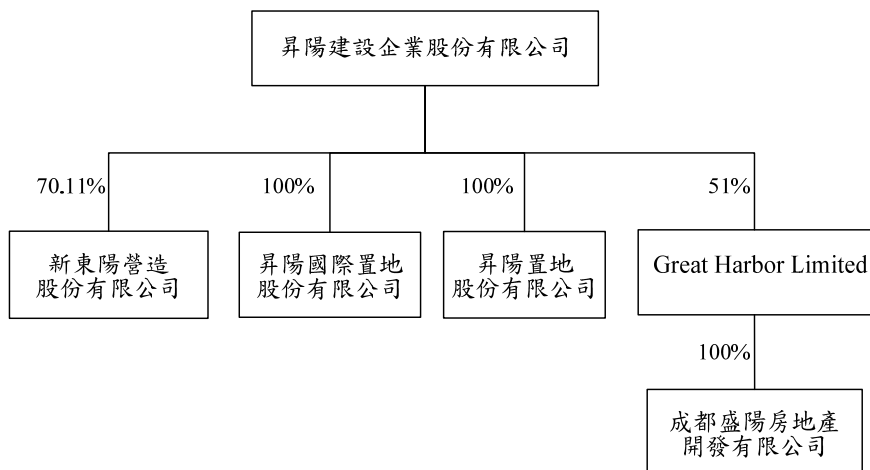 昇陽建設企業股份有限公司
70.11%
100%
100%
51%
新東陽營造
股份有限公司
昇陽國際置地
股份有限公司
昇陽置地
股份有限公司
Great Harbor Limited
100%
成都盛陽房地產
開發有限公司